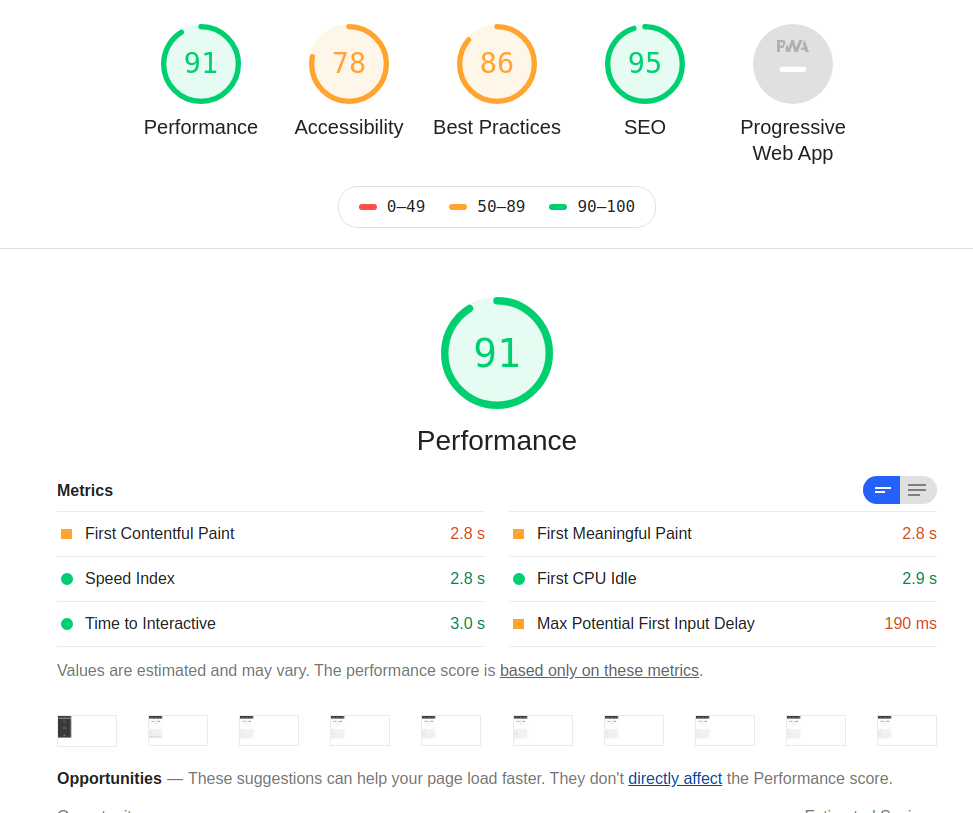 91 78 86 95 PWA
Performance Accessibility Best Practices SEO Progressive
Web App
0–49 50–89 90–100
91
Performance
Metrics
First Contentful Paint 2.8 s First Meaningful Paint 2.8 s
Speed Index 2.8 s First CPU Idle 2.9 s
Time to Interactive 3.0 s Max Potential First Input Delay 190 ms
Values are estimated and may vary. The performance score is based only on these metrics.
Opportunities — These suggestions can help your page load faster. They don't directly affect the Performance score.